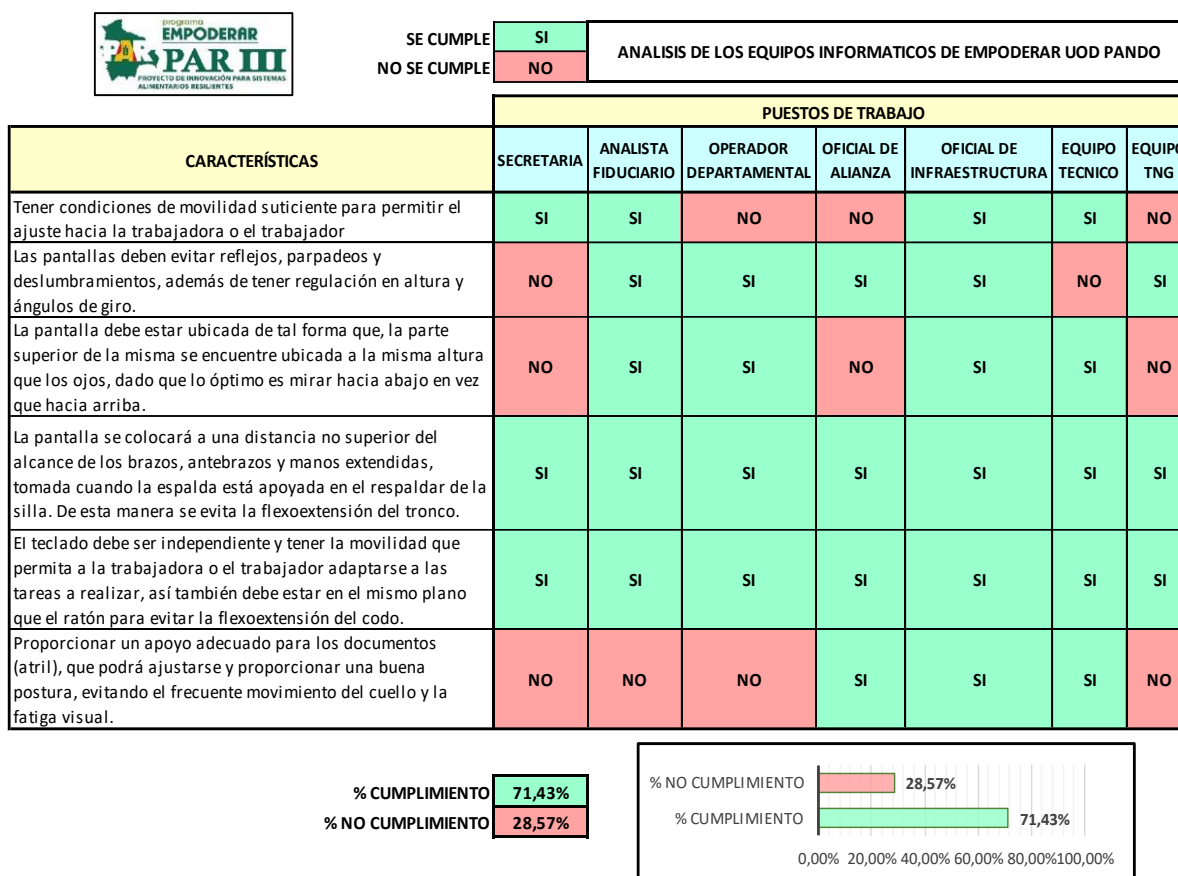 programa
EMPODERAR
PAR III
PROYECTO DE INNOVACIÓN PARA SISTEMAS
ALIMENTARIOS RESILIENTES
SE CUMPLE SI
NO SE CUMPLE NO
ANALISIS DE LOS EQUIPOS INFORMATICOS DE EMPODERAR UOD PANDO
PUESTOS DE TRABAJO
CARACTERÍSTICAS
SECRETARIA
ANALISTA
FIDUCIARIO
OPERADOR
DEPARTAMENTAL
OFICIAL DE
ALIANZA
OFICIAL DE
INFRAESTRUCTURA
EQUIPO
TECNICO
EQUIPO
TNG
Tener condiciones de movilidad suticiente para permitir el
ajuste hacia la trabajadora o el trabajador
SI SI NO NO SI SI NO
Las pantallas deben evitar reflejos, parpadeos y
deslumbramientos, además de tener regulación en altura y
ángulos de giro.
NO SI SI SI SI NO SI
La pantalla debe estar ubicada de tal forma que, la parte
superior de la misma se encuentre ubicada a la misma altura
que los ojos, dado que lo óptimo es mirar hacia abajo en vez
que hacia arriba.
NO SI SI NO SI SI NO
La pantalla se colocará a una distancia no superior del
alcance de los brazos, antebrazos y manos extendidas,
tomada cuando la espalda está apoyada en el respaldar de la
silla. De esta manera se evita la flexoextensión del tronco.
SI SI SI SI SI SI SI
El teclado debe ser independiente y tener la movilidad que
permita a la trabajadora o el trabajador adaptarse a las
tareas a realizar, así también debe estar en el mismo plano
que el ratón para evitar la flexoextensión del codo.
SI SI SI SI SI SI SI
Proporcionar un apoyo adecuado para los documentos
(atril), que podrá ajustarse y proporcionar una buena
postura, evitando el frecuente movimiento del cuello y la
fatiga visual.
NO NO NO SI SI SI NO
% CUMPLIMIENTO 71,43%
% NO CUMPLIMIENTO 28,57%
% NO CUMPLIMIENTO 28,57%
% CUMPLIMIENTO 71,43%
0,00% 20,00% 40,00% 60,00% 80,00% 100,00%